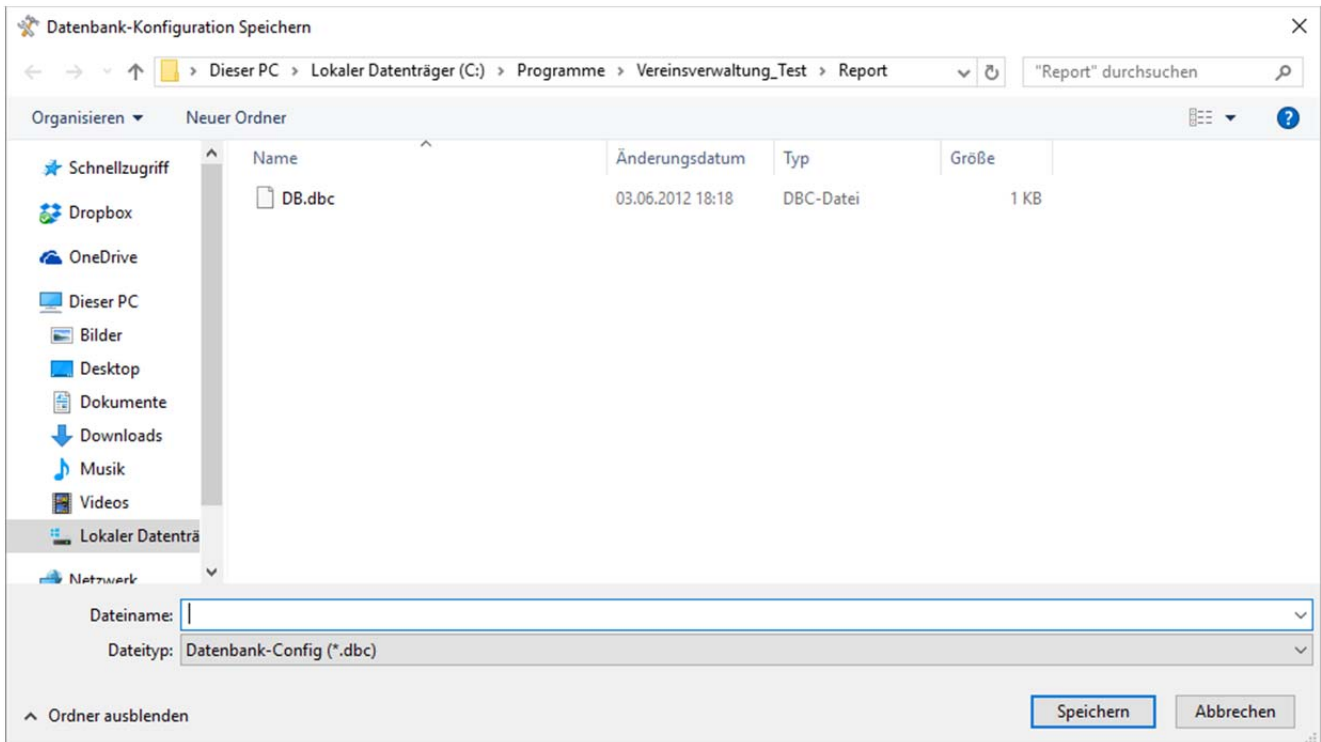 Datenbank-Konfiguration Speichern
Dieser PC > Lokaler Datenträger (C:) > Programme > Vereinsverwaltung_Test > Report
"Report" durchsuchen
Organisieren
Neuer Ordner
Name Änderungsdatum Typ Größe
DB.dbc 03.06.2012 18:18 DBC-Datei 1 KB
Schnellzugriff
Dropbox
OneDrive
Dieser PC
Bilder
Desktop
Dokumente
Downloads
Musik
Videos
Lokaler Datenträ
Netzwerk
Dateiname:
Dateityp: Datenbank-Config (*.dbc)
Ordner ausblenden
Speichern
Abbrechen